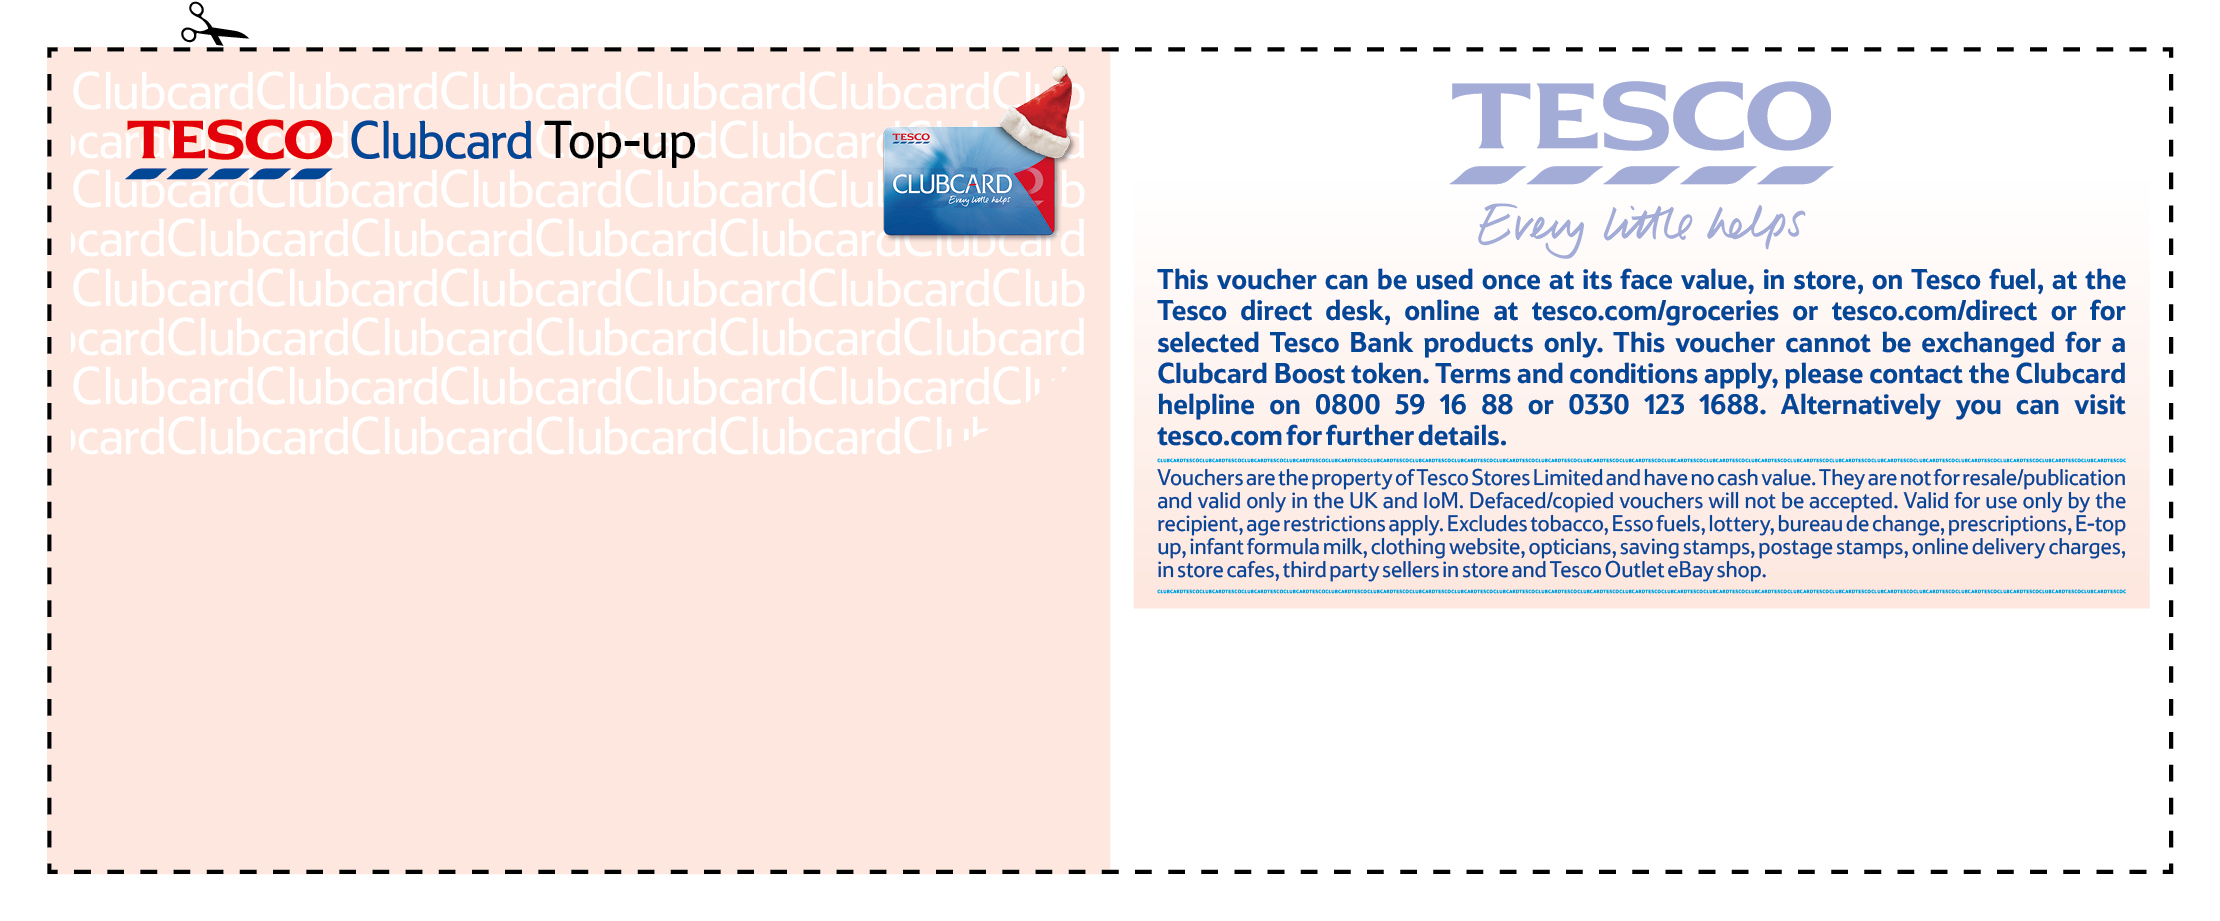 ClubcardClubcardClubcardClubcardClubcardClub
TESCO Clubcard Top-up
TESCO
CLUBCARD
Every little helps
cardClubcardClubcardClubcardClubcardClubcard
ClubcardClubcardClubcardClubcardClubcardClub
cardClubcardClubcardClubcardClubcardClubcard
ClubcardClubcardClubcardClubcardClubcardClu
cardClubcardClubcardClubcardClubcardClub
TESCO
Every little helps
This voucher can be used once at its face value, in store, on Tesco fuel, at the
Tesco direct desk, online at tesco.com/groceries or tesco.com/direct or for
selected Tesco Bank products only. This voucher cannot be exchanged for a
Clubcard Boost token. Terms and conditions apply, please contact the Clubcard
helpline on 0800 59 16 88 or 0330 123 1688. Alternatively you can visit
tesco.com for further details.
Vouchers are the property of Tesco Stores Limited and have no cash value. They are not for resale/publication
and valid only in the UK and IoM. Defaced/copied vouchers will not be accepted. Valid for use only by the
recipient, age restrictions apply. Excludes tobacco, Esso fuels, lottery, bureau de change, prescriptions, E-top
up, infant formula milk, clothing website, opticians, saving stamps, postage stamps, online delivery charges,
in store cafes, third party sellers in store and Tesco Outlet eBay shop.